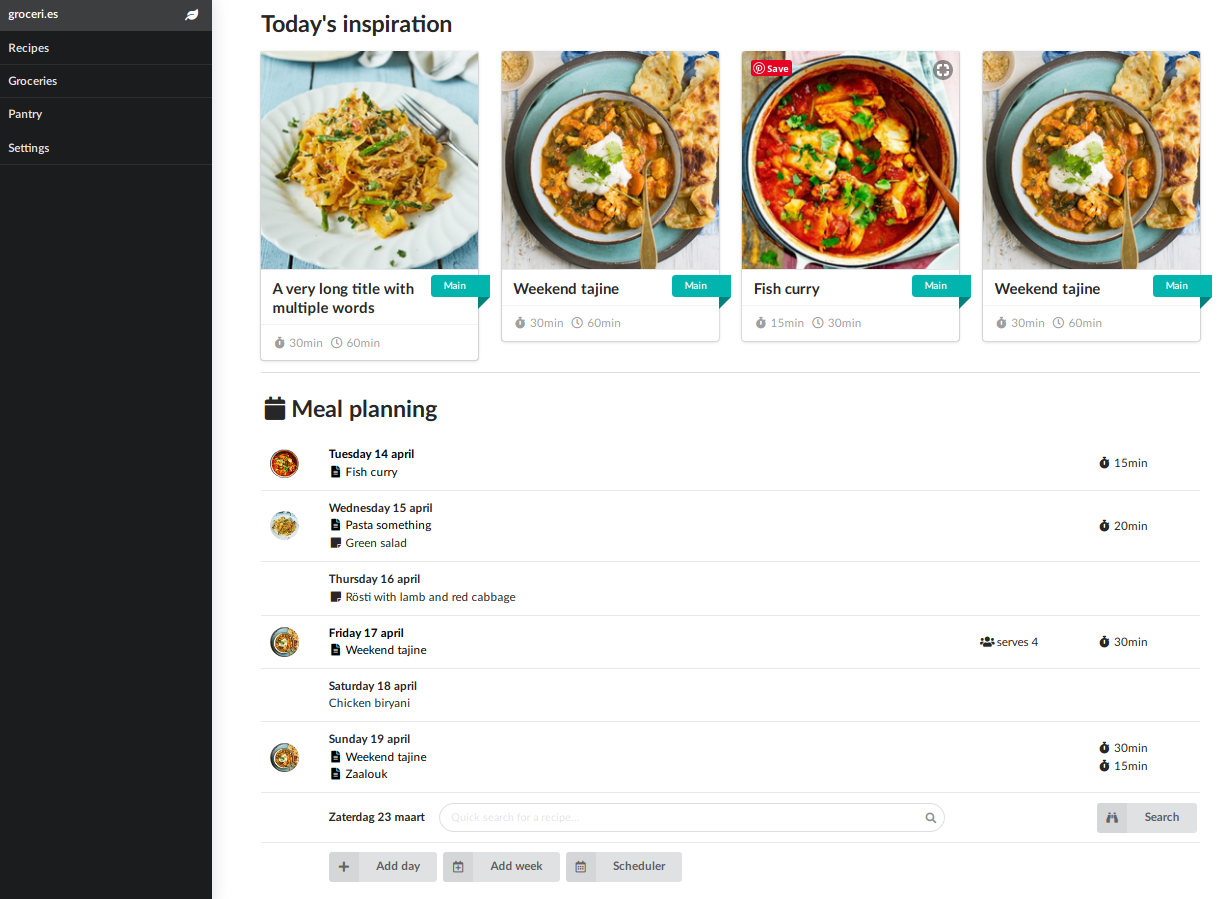 groceri.es
Recipes
Groceries
Pantry
Settings
Today's inspiration
Save
A very long title with
multiple words
Main
30min 60min
Weekend tajine
Main
30min 60min
Fish curry
Main
15min 30min
Weekend tajine
Main
30min 60min
Meal planning
Tuesday 14 april
Fish curry
15min
Wednesday 15 april
Pasta something
Green salad
20min
Thursday 16 april
Rösti with lamb and red cabbage
Friday 17 april
Weekend tajine
serves 4
30min
Saturday 18 april
Chicken biryani
Sunday 19 april
Weekend tajine
Zaalouk
30min
15min
Zaterdag 23 maart
Quick search for a recipe...
Search
Add day
Add week
Scheduler